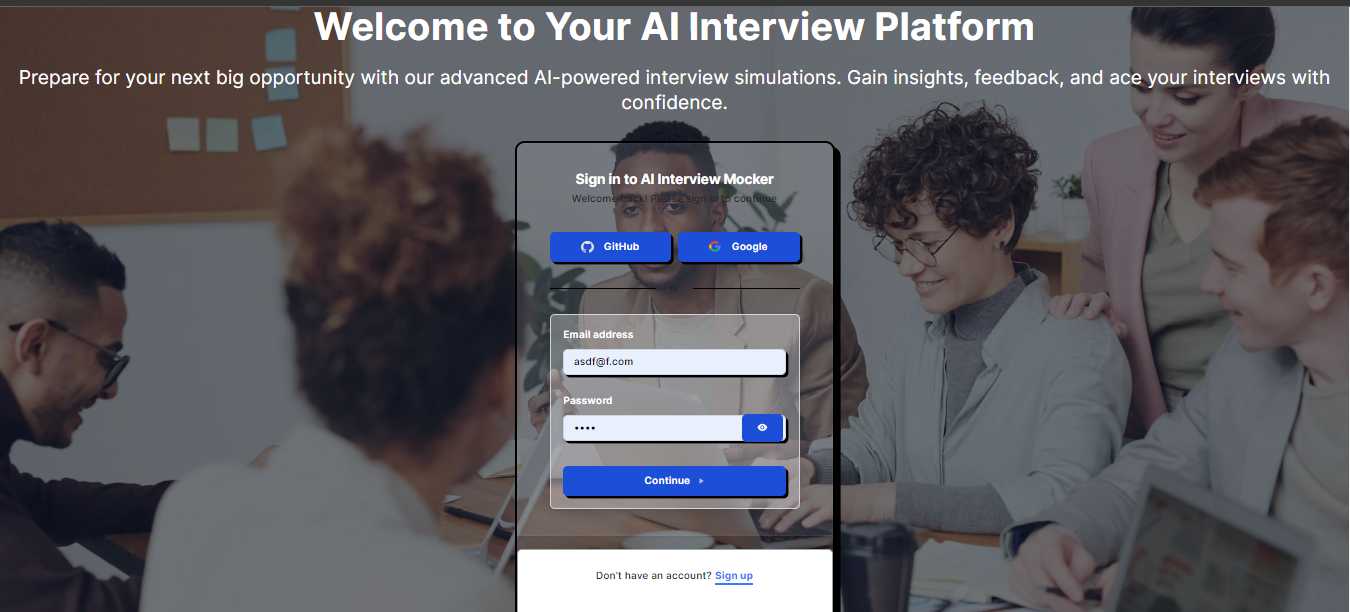 Welcome to Your AI Interview Platform
Prepare for your next big opportunity with our advanced AI-powered interview simulations. Gain insights, feedback, and ace your interviews with
confidence.
Sign in to AI Interview Mocker
Welcome back! Please sign in to continue
GitHub
Google
or
Email address
asdf@f.com
Password
••••
Continue
Don't have an account? Sign up